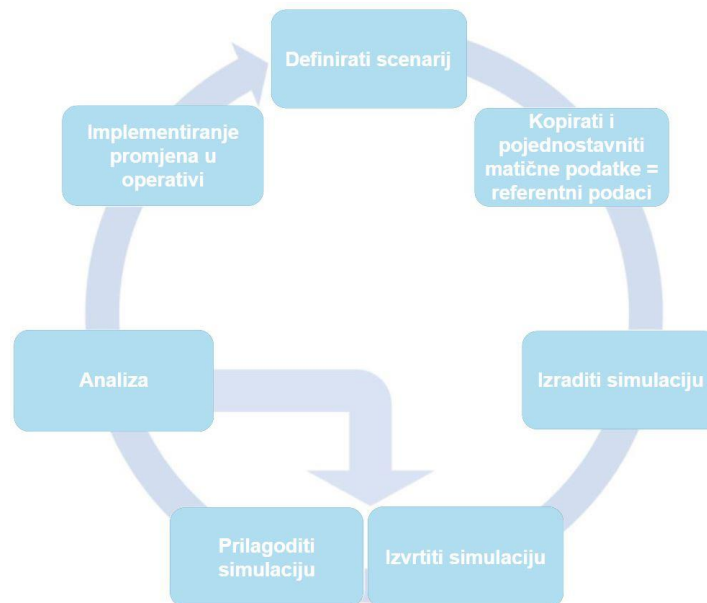 Definirati scenarij
Kopirati i
pojednostavniti
matične podatke =
referentni podaci
Izraditi simulaciju
Izvrtiti simulaciju
Prilagoditi
simulaciju
Analiza
Implementiranje
promjena u
operativi